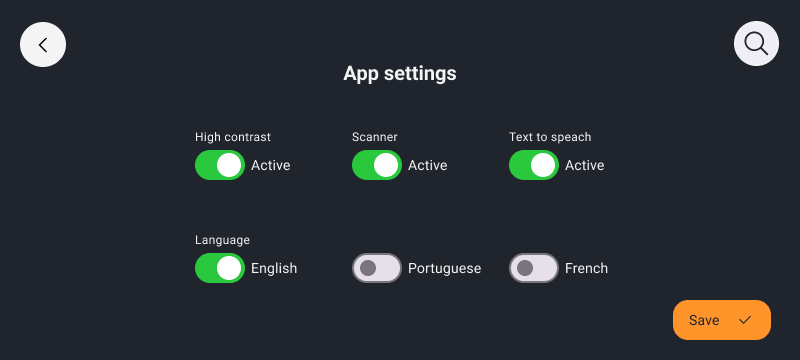 App settings
High contrast
Active
Scanner
Active
Text to speach
Active
Language
English
Portuguese
French
Save